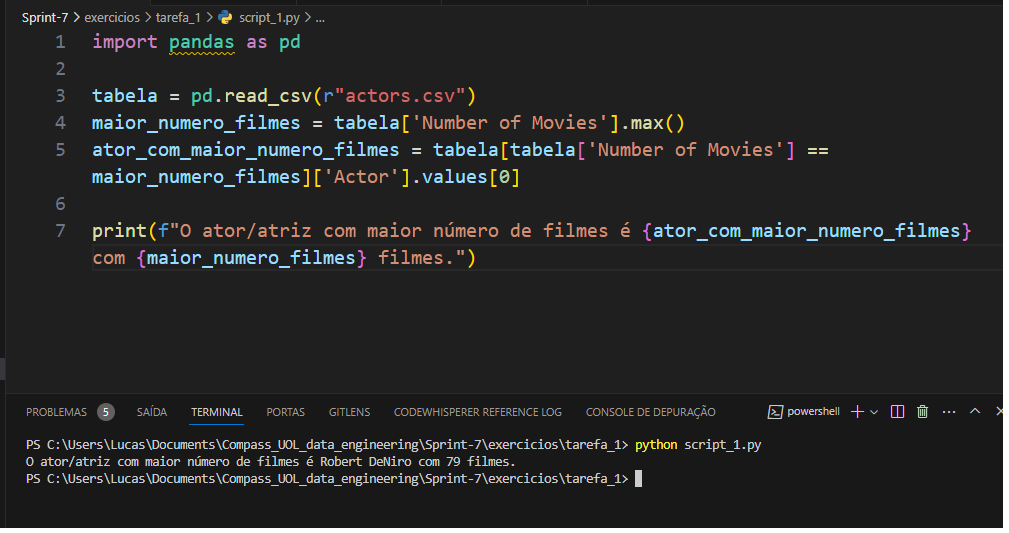 Sprint-7 > exercicios > tarefa_1 > script_1.py > ...
1 import pandas as pd
2
3 tabela = pd.read_csv(r"actors.csv")
4 maior_numero_filmes = tabela['Number of Movies'].max()
5 ator_com_maior_numero_filmes = tabela[tabela['Number of Movies'] ==
maior_numero_filmes]['Actor'].values[0]
6
7 print(f"O ator/atriz com maior número de filmes é {ator_com_maior_numero_filmes}
com {maior_numero_filmes} filmes.")
PROBLEMAS 5 SAÍDA TERMINAL PORTAS GITLENS CODEWHISPERER REFERENCE LOG CONSOLE DE DEPURAÇÃO powershell
PS C:\Users\Lucas\Documents\Compass_UOL_data_engineering\Sprint-7\exercicios\tarefa_1> python script_1.py
O ator/atriz com maior número de filmes é Robert DeNiro com 79 filmes.
PS C:\Users\Lucas\Documents\Compass_UOL_data_engineering\Sprint-7\exercicios\tarefa_1>